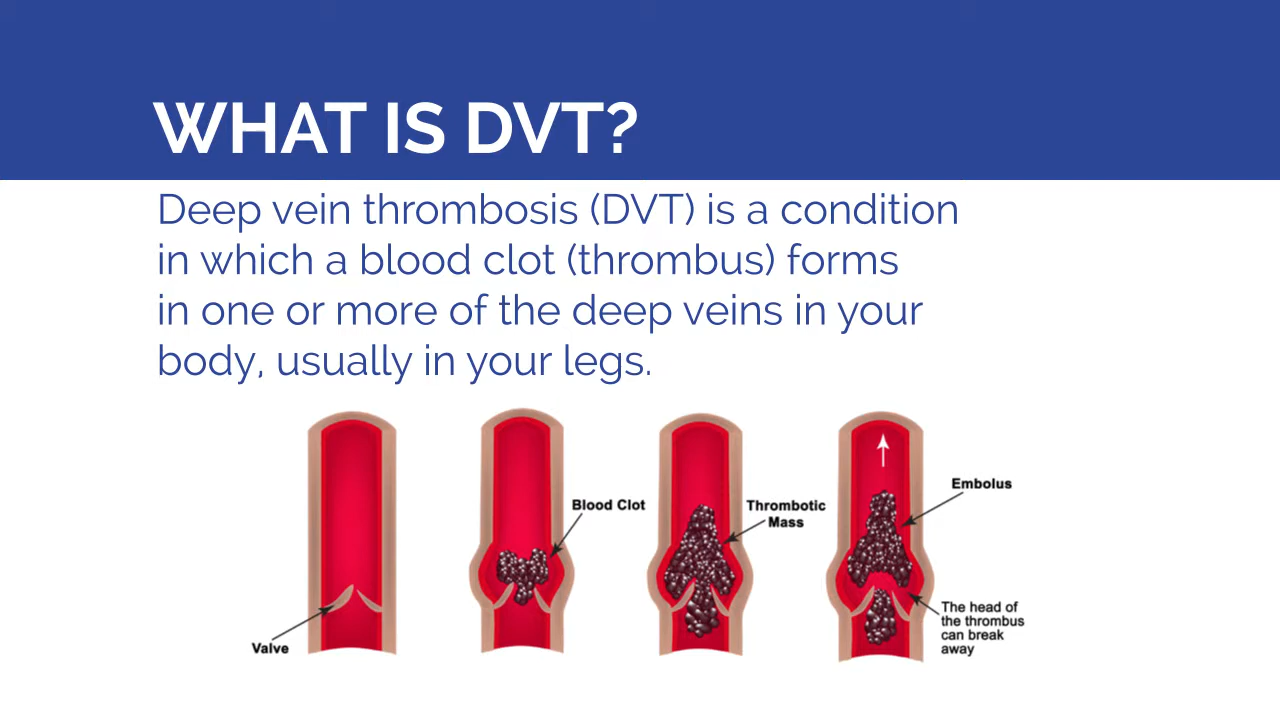 WHAT IS DVT?
Deep vein thrombosis (DVT) is a condition
in which a blood clot (thrombus) forms
in one or more of the deep veins in your
body, usually in your legs.
Valve
Blood Clot
Thrombotic
Mass
Embolus
The head of
the thrombus
can break
away